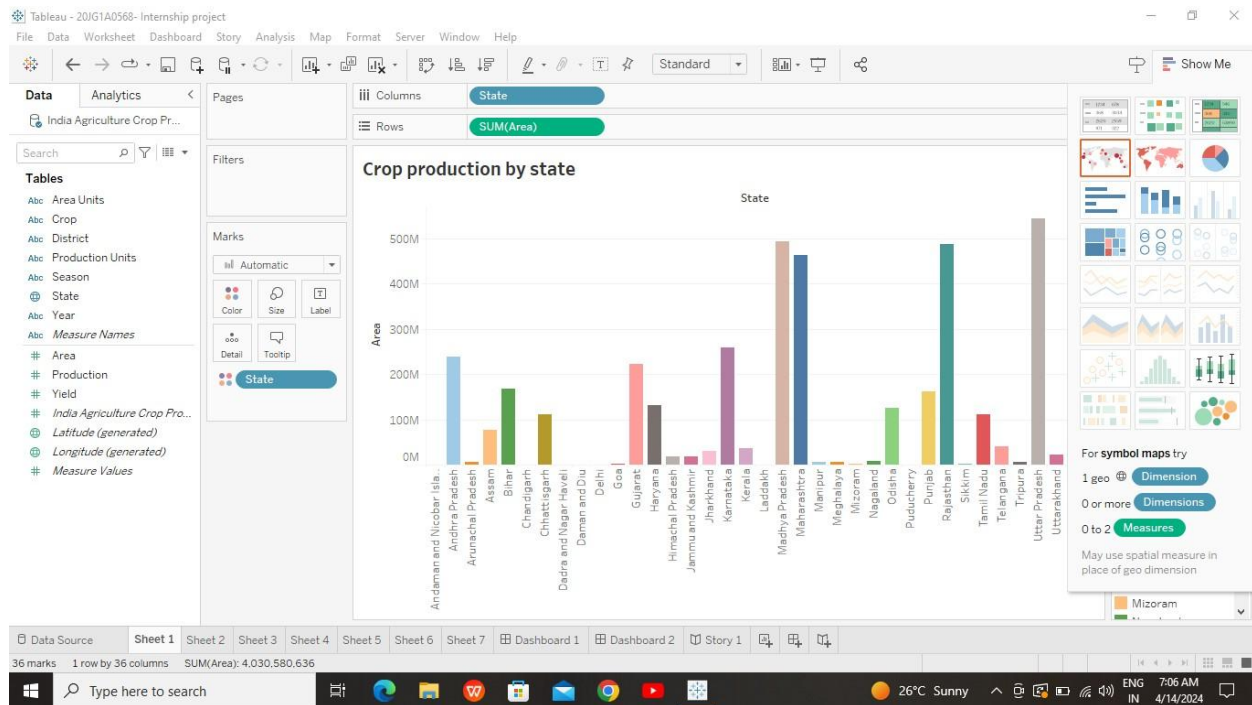 Tableau - 20JG1A0568- Internship project
File Data Worksheet Dashboard Story Analysis Map Format Server Window Help
Standard
Show Me
Data Analytics
India Agriculture Crop Pr...
Search
Tables
Abc Area Units
Abc Crop
Abc District
Abc Production Units
Abc Season
State
Abc Year
Abc Measure Names
# Area
# Production
# Yield
# India Agriculture Crop Pro...
Latitude (generated)
Longitude (generated)
# Measure Values
Pages
Filters
Marks
Automatic
Color Size Label
Detail Tooltip
State
Columns State
Rows SUM(Area)
Crop production by state
State
Area
500M
400M
300M
200M
100M
0M
Andaman and Nicobar Isla..
Andhra Pradesh
Arunachal Pradesh
Assam
Bihar
Chandigarh
Chhattisgarh
Dadra and Nagar Haveli
Daman and Diu
Delhi
Goa
Gujarat
Haryana
Himachal Pradesh
Jammu and Kashmir
Jharkhand
Karnataka
Kerala
Laddakh
Madhya Pradesh
Maharashtra
Manipur
Meghalaya
Mizoram
Nagaland
Odisha
Puducherry
Punjab
Rajasthan
Sikkim
Tamil Nadu
Telangana
Tripura
Uttar Pradesh
Uttarakhand
For symbol maps try
1 geo Dimension
0 or more Dimensions
0 to 2 Measures
May use spatial measure in
place of geo dimension
Mizoram
Data Source Sheet 1 Sheet 2 Sheet 3 Sheet 4 Sheet 5 Sheet 6 Sheet 7 Dashboard 1 Dashboard 2 Story 1
36 marks 1 row by 36 columns SUM(Area): 4,030,580,636
Type here to search
26°C Sunny
ENG
IN
7:06 AM
4/14/2024